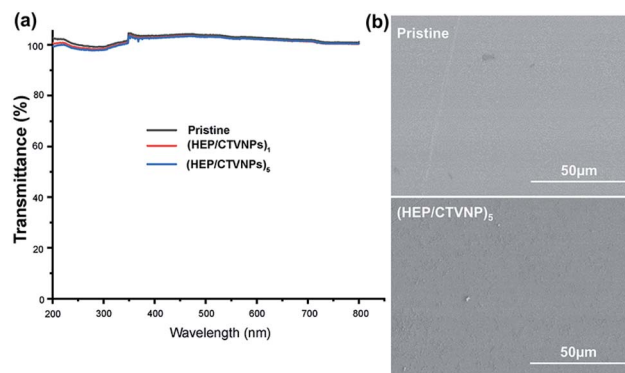 (a)
100
80
60
40
20
0
200
300
400
500
600
700
800
Transmittance (%)
Wavelength (nm)
Pristine
(HEP/CTVNPs)₁
(HEP/CTVNPs)₅
(b)
Pristine
50μm
(HEP/CTVNP)₅
50μm